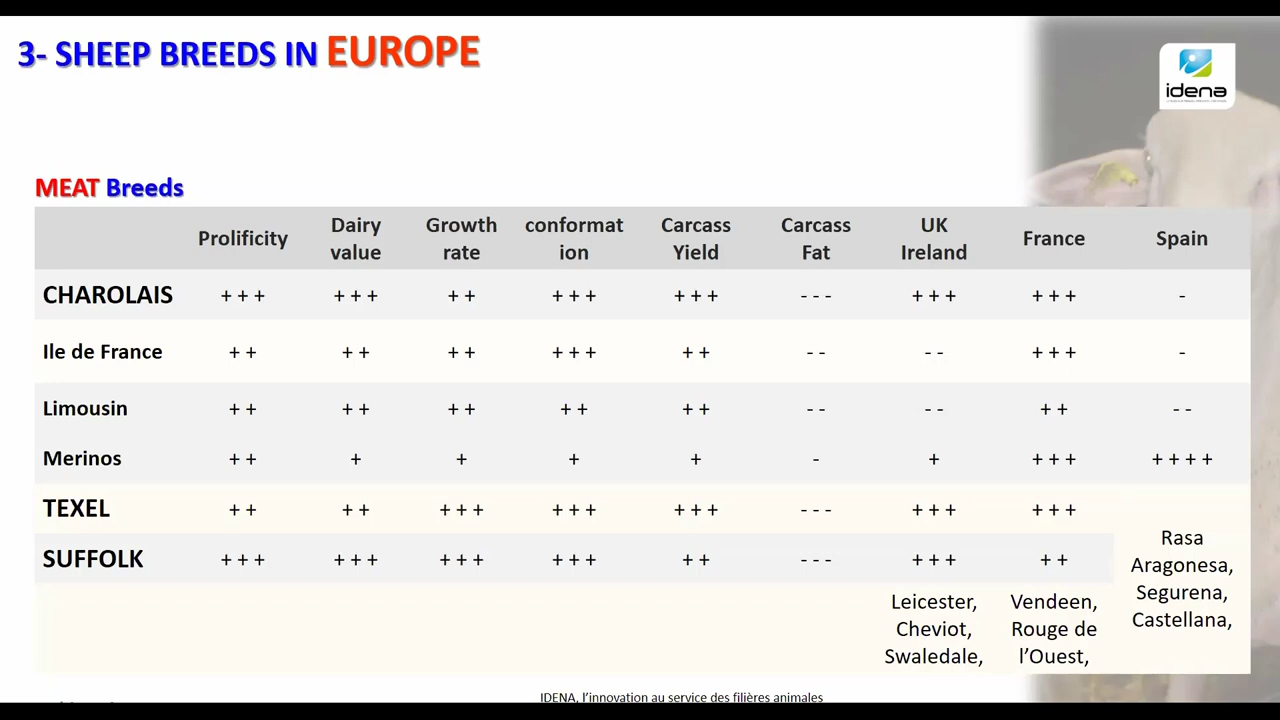 3- SHEEP BREEDS IN EUROPE
idena
MEAT Breeds
Prolificity Dairy value Growth rate conformat ion Carcass Yield Carcass Fat UK Ireland France Spain
CHAROLAIS +++ +++ ++ +++ +++ --- +++ +++ -
Ile de France ++ ++ ++ +++ ++ -- -- +++ -
Limousin ++ ++ ++ ++ ++ -- -- ++ --
Merinos ++ + + + + - + +++ ++++
TEXEL ++ ++ +++ +++ +++ --- +++ +++
SUFFOLK +++ +++ +++ +++ ++ --- +++ ++
Leicester,
Cheviot,
Swaledale,
Vendeen,
Rouge de
l’Ouest,
Rasa
Aragonesa,
Segurena,
Castellana,
IDENA, l’innovation au service des filières animales